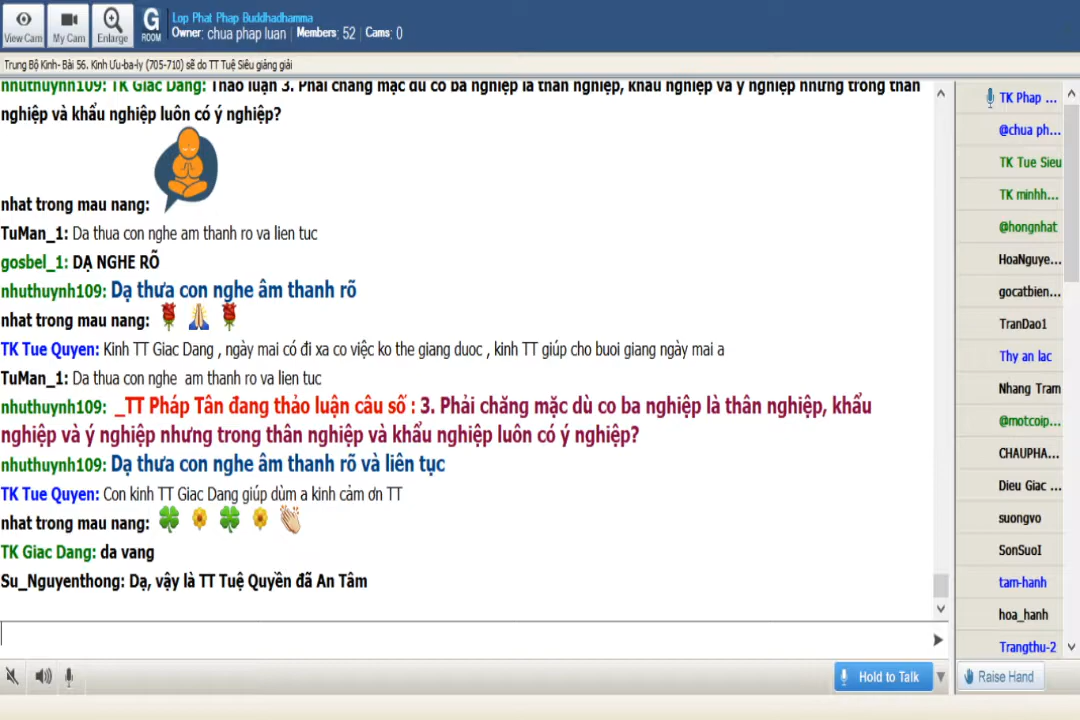 View Cam
My Cam
Enlarge
G
ROOM
Lop Phat Phap Buddhadhamma
Owner: chua phap luan | Members: 52 | Cams: 0
Trung Bộ Kinh- Bài 56. Kinh Ưu-ba-ly (705-710) sẽ do TT Tuệ Siêu giảng giải
nhuthuynh109: TK Giac Dang: Thảo luận 3. Phải chăng mặc dù co ba nghiệp là thân nghiệp, khẩu nghiệp và ý nghiệp nhưng trong thân
nghiệp và khẩu nghiệp luôn có ý nghiệp?
nhat trong mau nang:
TuMan_1: Da thua con nghe am thanh ro va lien tuc
gosbel_1: DẠ NGHE RÕ
nhuthuynh109: Dạ thưa con nghe âm thanh rõ
nhat trong mau nang:
TK Tue Quyen: Kinh TT Giac Dang , ngày mai có đi xa co việc ko the giang duoc , kinh TT giúp cho buoi giang ngày mai a
TuMan_1: Da thua con nghe am thanh ro va lien tuc
nhuthuynh109: _TT Pháp Tân đang thảo luận câu số : 3. Phải chăng mặc dù co ba nghiệp là thân nghiệp, khẩu
nghiệp và ý nghiệp nhưng trong thân nghiệp và khẩu nghiệp luôn có ý nghiệp?
nhuthuynh109: Dạ thưa con nghe âm thanh rõ và liên tục
TK Tue Quyen: Con kinh TT Giac Dang giúp dùm a kinh cảm ơn TT
nhat trong mau nang:
TK Giac Dang: da vang
Su_Nguyenthong: Dạ, vậy là TT Tuệ Quyền đã An Tâm
TK Phap ...
@chua ph...
TK Tue Sieu
TK minhh...
@hongnhat
HoaNguye...
gocatbien...
TranDao1
Thy an lac
Nhang Tram
@motcoip...
CHAUPHA...
Dieu Giac ...
suongvo
SonSuoI
tam-hanh
hoa_hanh
Trangthu-2
Hold to Talk
Raise Hand